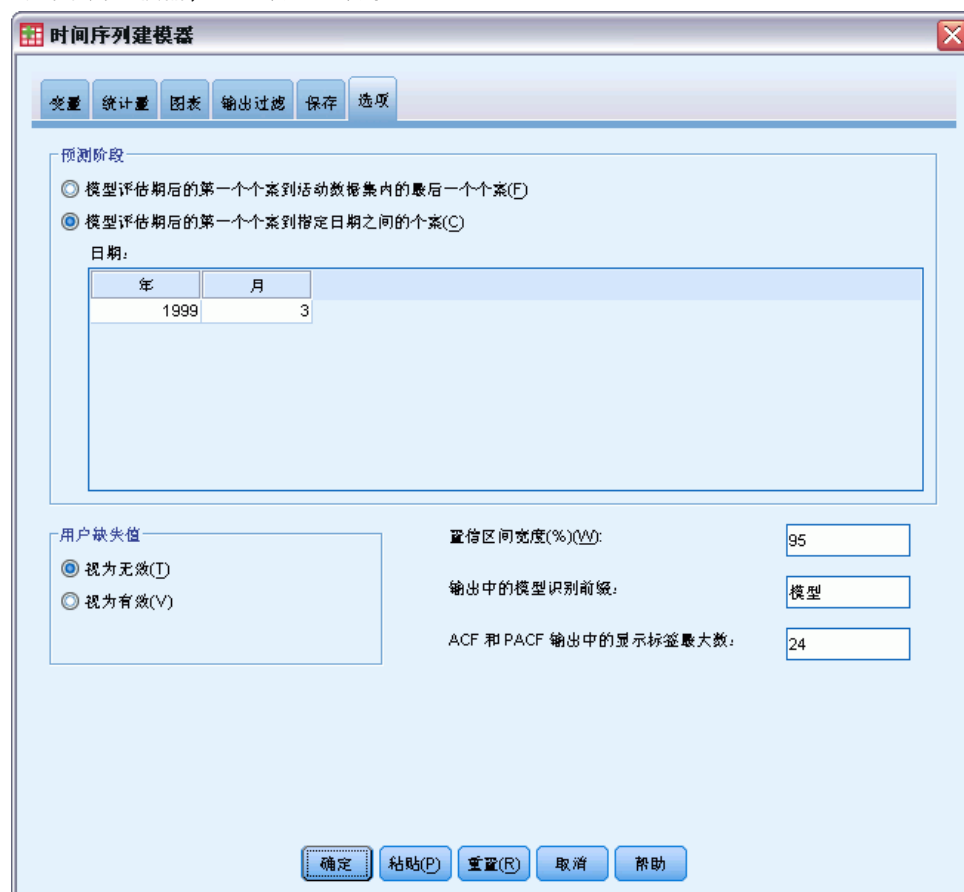 时间序列建模器
变量 统计量 图表 输出过滤 保存 选项
预测阶段
模型评估期后的第一个个案到活动数据集内的最后一个个案(F)
模型评估期后的第一个个案到指定日期之间的个案(C)
日期:
年 月
1999 3
用户缺失值
视为无效(T)
视为有效(V)
置信区间宽度(%)(W): 95
输出中的模型识别前缀: 模型
ACF 和 PACF 输出中的显示标签最大数: 24
确定 粘贴(P) 重置(R) 取消 帮助